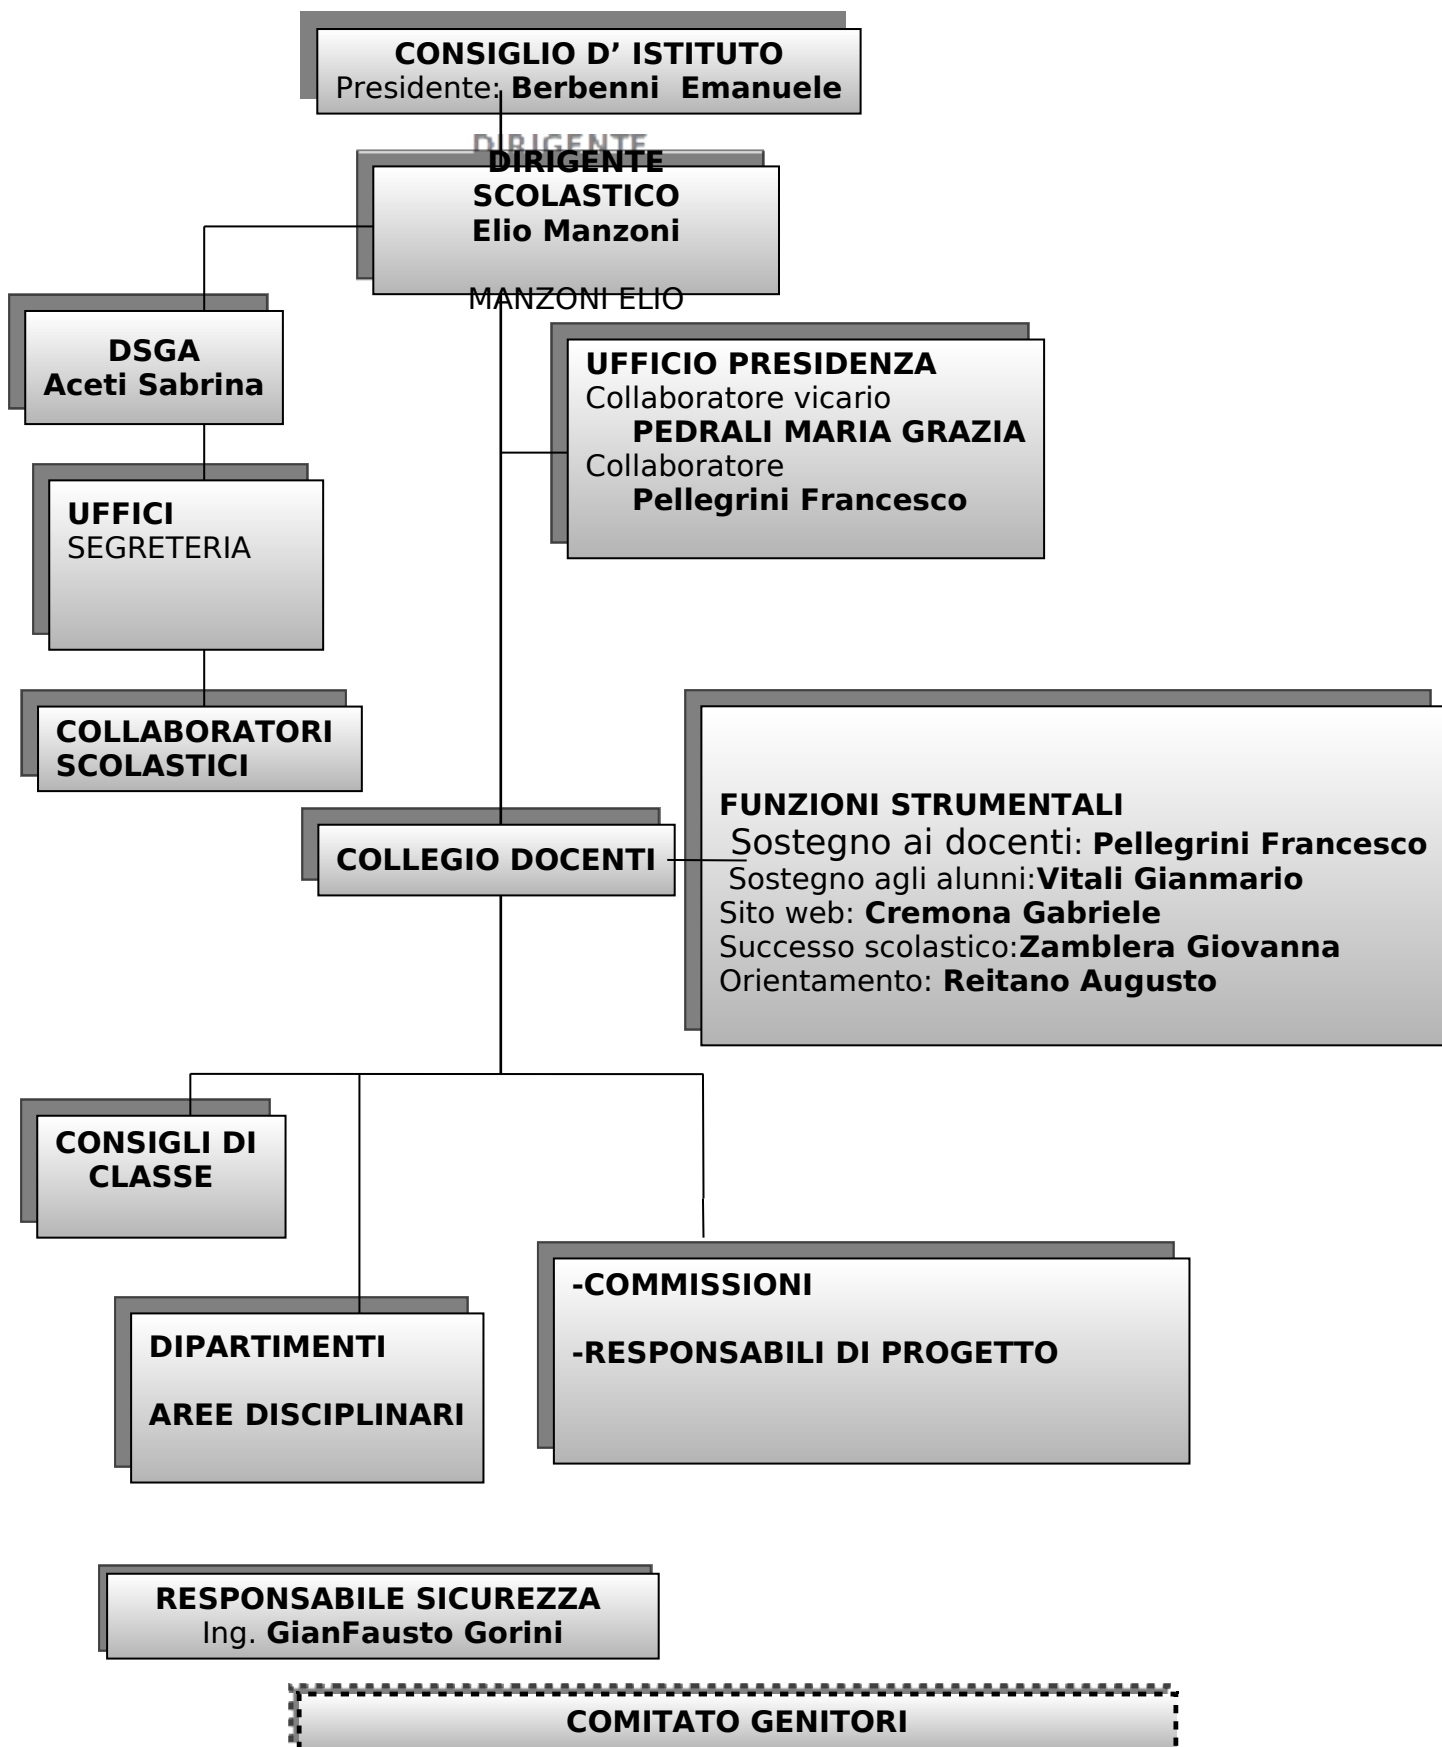 CONSIGLIO D’ ISTITUTO
Presidente: Berbenni  Emanuele
DIRIGENTE
DIRIGENTE
SCOLASTICO
Elio Manzoni
MANZONI ELIO
DSGA
Aceti Sabrina
UFFICIO PRESIDENZA
Collaboratore vicario
PEDRALI MARIA GRAZIA
Collaboratore
Pellegrini Francesco
UFFICI
SEGRETERIA
COLLABORATORI
SCOLASTICI
FUNZIONI STRUMENTALI
Sostegno ai docenti: Pellegrini Francesco
Sostegno agli alunni:Vitali Gianmario
Sito web: Cremona Gabriele
Successo scolastico:Zamblera Giovanna
Orientamento: Reitano Augusto
COLLEGIO DOCENTI
CONSIGLI DI
CLASSE
-COMMISSIONI
-RESPONSABILI DI PROGETTO
DIPARTIMENTI
AREE DISCIPLINARI
RESPONSABILE SICUREZZA
Ing. GianFausto Gorini
COMITATO GENITORI